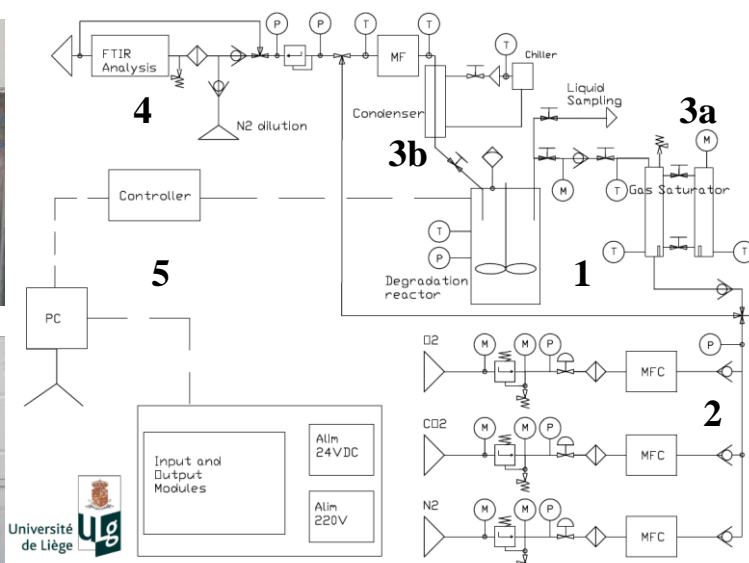 P
P
T
T
FTIR
Analysis
MF
T
Chiller
4
N2 dilution
Condenser
Liquid
Sampling
3a
3b
M
M
T
Gas Saturator
Controller
T
P
T
T
1
5
Degradation
reactor
PC
O2
M
M
P
P
MFC
2
CO2
M
M
P
MFC
Input and
Output
Modules
Alim
24VDC
Alim
220V
N2
M
M
P
MFC
Université
de Liège
ULg